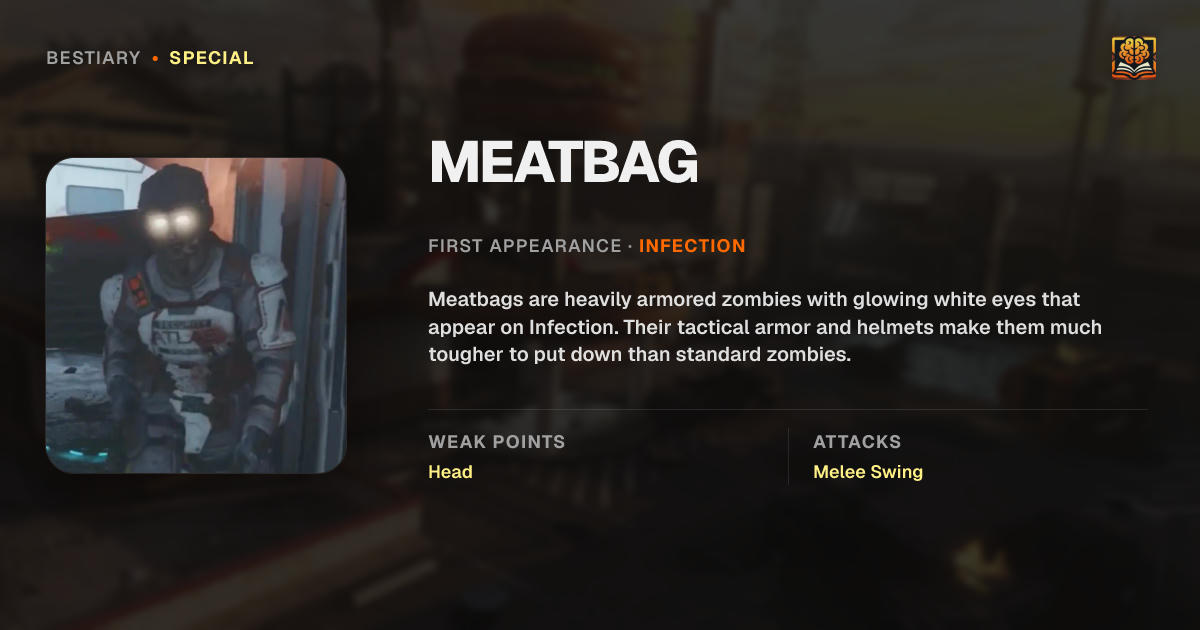 BESTIARY • SPECIAL
MEATBAG
FIRST APPEARANCE · INFECTION
Meatbags are heavily armored zombies with glowing white eyes that
appear on Infection. Their tactical armor and helmets make them much
tougher to put down than standard zombies.
WEAK POINTS
Head
ATTACKS
Melee Swing
SECURITY